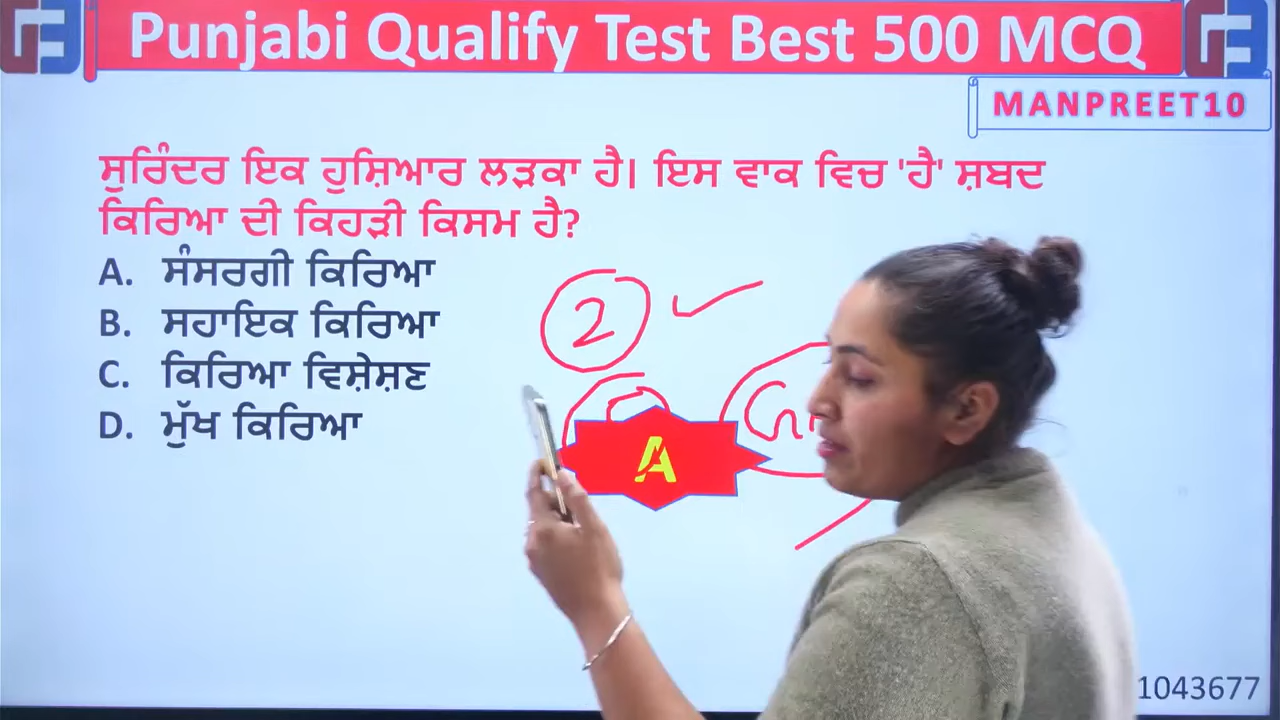 Punjabi Qualify Test Best 500 MCQ
MANPREET10
ਸੁਰਿੰਦਰ ਇਕ ਹੁਸ਼ਿਆਰ ਲੜਕਾ ਹੈ। ਇਸ ਵਾਕ ਵਿਚ 'ਹੈ' ਸ਼ਬਦ
ਕਿਰਿਆ ਦੀ ਕਿਹੜੀ ਕਿਸਮ ਹੈ?
A. ਸੰਸਰਗੀ ਕਿਰਿਆ
B. ਸਹਾਇਕ ਕਿਰਿਆ
C. ਕਿਰਿਆ ਵਿਸ਼ੇਸ਼ਣ
D. ਮੁੱਖ ਕਿਰਿਆ
2
A
1043677